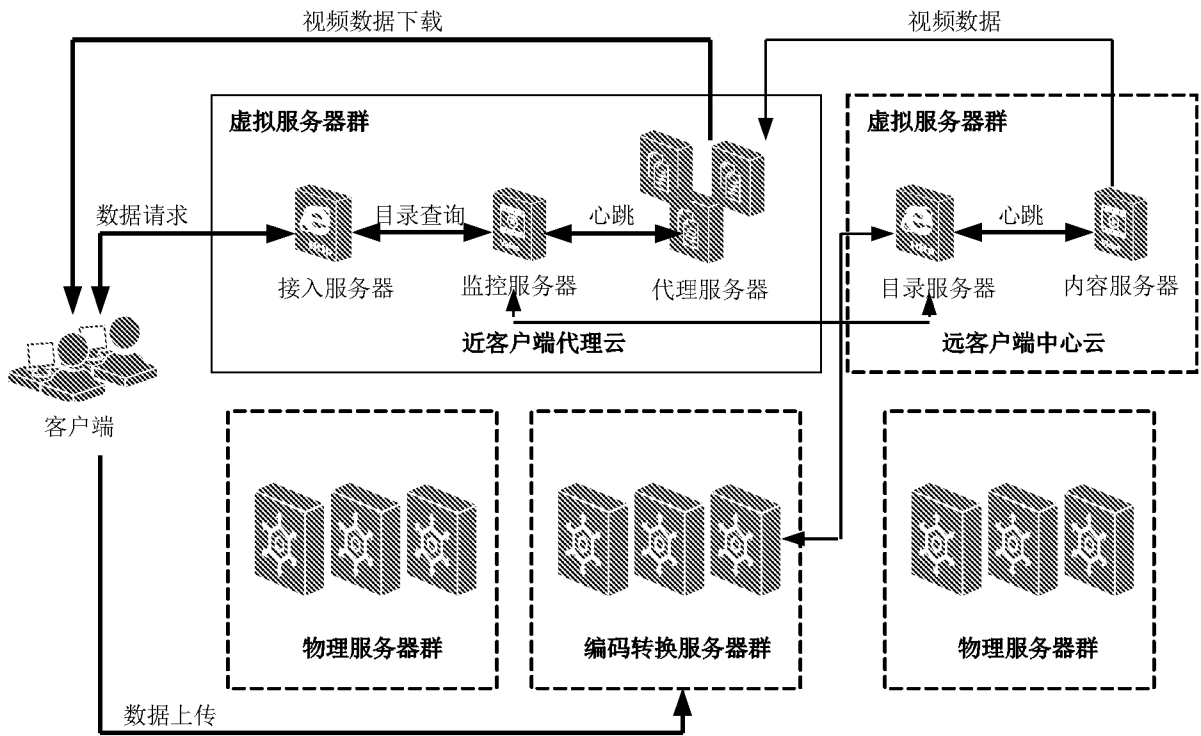 视频数据下载
视频数据
虚拟服务器群
虚拟服务器群
数据请求
目录查询
心跳
心跳
接入服务器
监控服务器
代理服务器
目录服务器
内容服务器
近客户端代理云
远客户端中心云
客户端
物理服务器群
编码转换服务器群
物理服务器群
数据上传